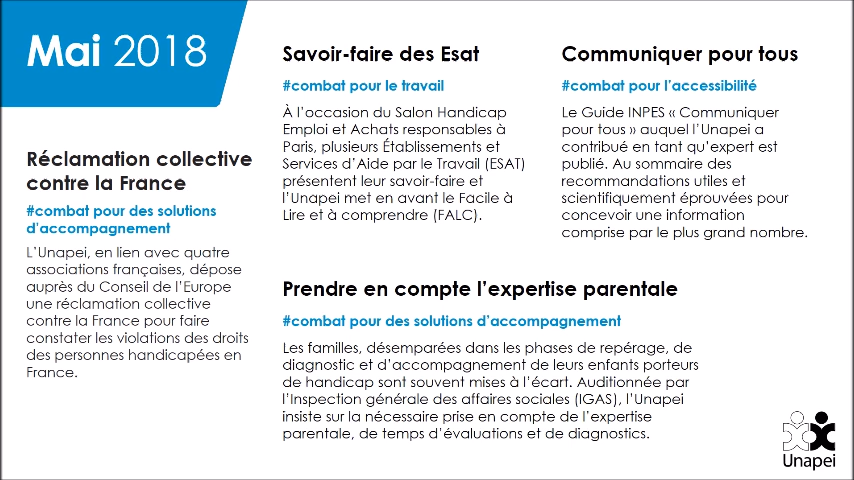 Mai 2018
Réclamation collective
contre la France
#combat pour des solutions
d'accompagnement
L'Unapei, en lien avec quatre
associations françaises, dépose
auprès du Conseil de l'Europe
une réclamation collective
contre la France pour faire
constater les violations des droits
des personnes handicapées en
France.
Savoir-faire des Esat
#combat pour le travail
À l'occasion du Salon Handicap
Emploi et Achats responsables à
Paris, plusieurs Établissements et
Services d'Aide par le Travail (ESAT)
présentent leur savoir-faire et
l'Unapei met en avant le Facile à
Lire et à comprendre (FALC).
Communiquer pour tous
#combat pour l'accessibilité
Le Guide INPES « Communiquer
pour tous » auquel l'Unapei a
contribué en tant qu'expert est
publié. Au sommaire des
recommandations utiles et
scientifiquement éprouvées pour
concevoir une information
comprise par le plus grand nombre.
Prendre en compte l'expertise parentale
#combat pour des solutions d'accompagnement
Les familles, désemparées dans les phases de repérage, de
diagnostic et d'accompagnement de leurs enfants porteurs
de handicap sont souvent mises à l'écart. Auditionnée par
l'Inspection générale des affaires sociales (IGAS), l'Unapei
insiste sur la nécessaire prise en compte de l'expertise
parentale, de temps d'évaluations et de diagnostics.
Unapei